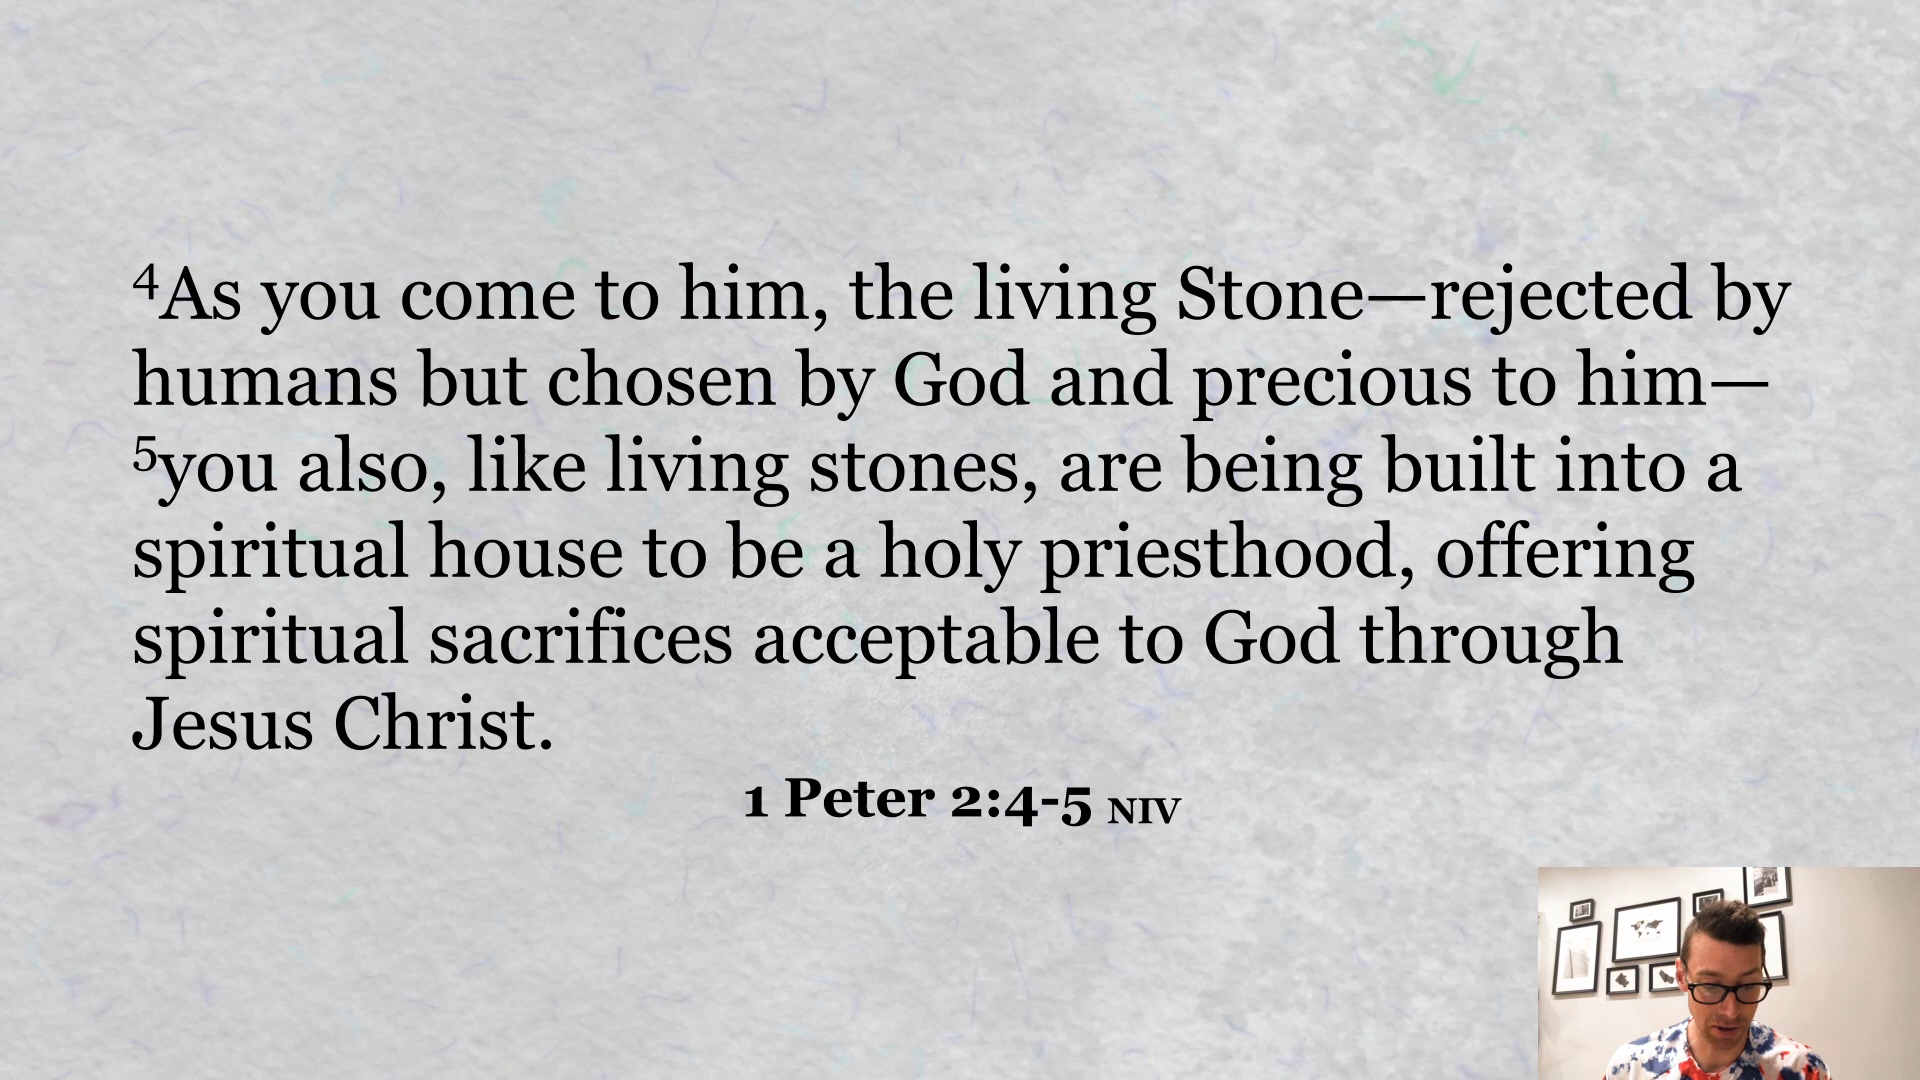 4As you come to him, the living Stone—rejected by
humans but chosen by God and precious to him—
5you also, like living stones, are being built into a
spiritual house to be a holy priesthood, offering
spiritual sacrifices acceptable to God through
Jesus Christ.
1 Peter 2:4-5 NIV